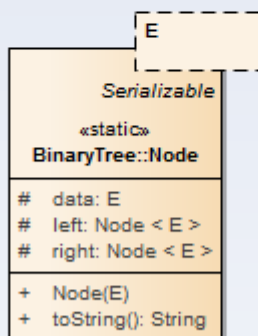 E
Serializable
«static»
BinaryTree::Node
# data: E
# left: Node < E >
# right: Node < E >
+ Node(E)
+ toString(): String